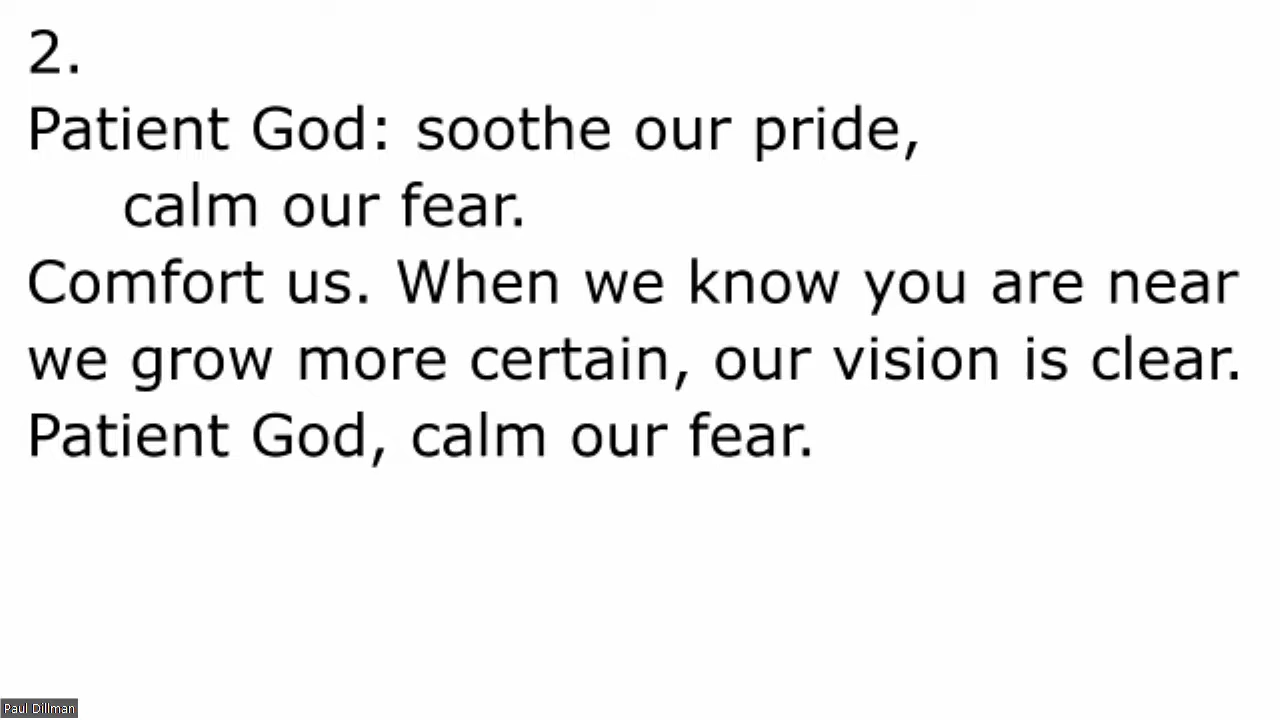 2.
Patient God: soothe our pride,
calm our fear.
Comfort us. When we know you are near
we grow more certain, our vision is clear.
Patient God, calm our fear.
Paul Dillman